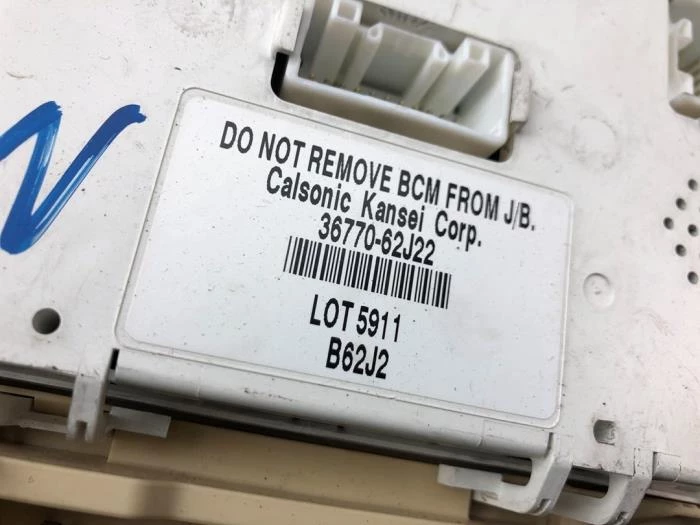 DO NOT REMOVE BCM FROM J/B.
Calsonic Kansei Corp.
36770-62J22
LOT 5911
B62J2